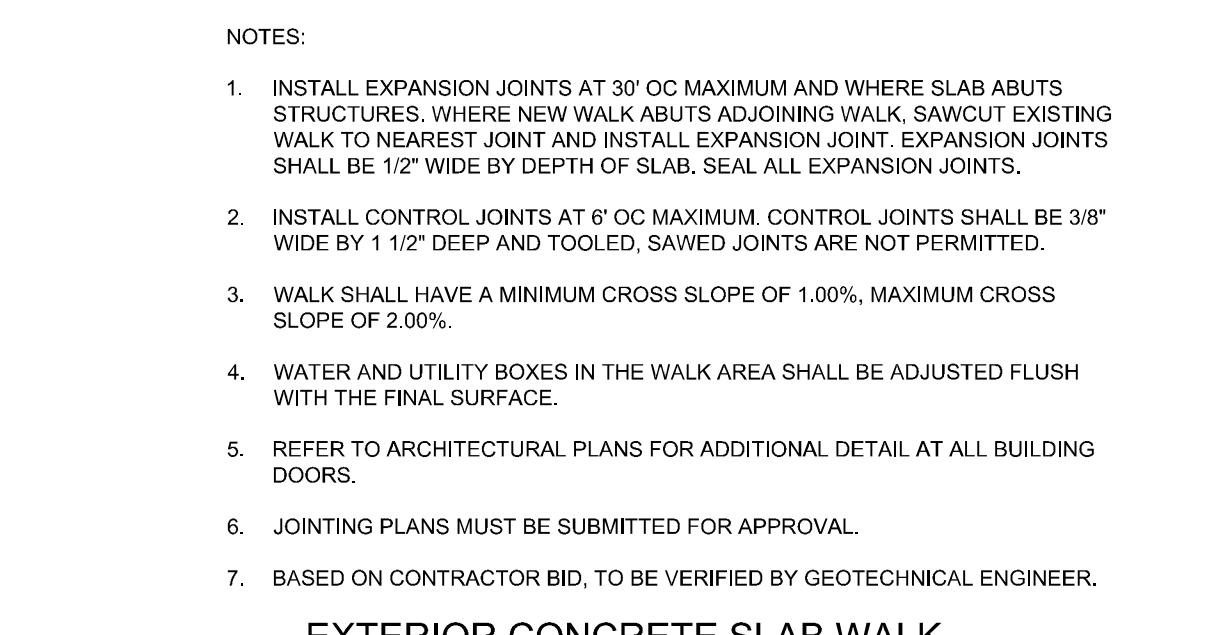 NOTES:
1. INSTALL EXPANSION JOINTS AT 30' OC MAXIMUM AND WHERE SLAB ABUTS
STRUCTURES. WHERE NEW WALK ABUTS ADJOINING WALK, SAWCUT EXISTING
WALK TO NEAREST JOINT AND INSTALL EXPANSION JOINT. EXPANSION JOINTS
SHALL BE 1/2" WIDE BY DEPTH OF SLAB. SEAL ALL EXPANSION JOINTS.
2. INSTALL CONTROL JOINTS AT 6' OC MAXIMUM. CONTROL JOINTS SHALL BE 3/8"
WIDE BY 1 1/2" DEEP AND TOOLED, SAWED JOINTS ARE NOT PERMITTED.
3. WALK SHALL HAVE A MINIMUM CROSS SLOPE OF 1.00%, MAXIMUM CROSS
SLOPE OF 2.00%.
4. WATER AND UTILITY BOXES IN THE WALK AREA SHALL BE ADJUSTED FLUSH
WITH THE FINAL SURFACE.
5. REFER TO ARCHITECTURAL PLANS FOR ADDITIONAL DETAIL AT ALL BUILDING
DOORS.
6. JOINTING PLANS MUST BE SUBMITTED FOR APPROVAL.
7. BASED ON CONTRACTOR BID, TO BE VERIFIED BY GEOTECHNICAL ENGINEER.
EXTERIOR CONCRETE SLAB WALK